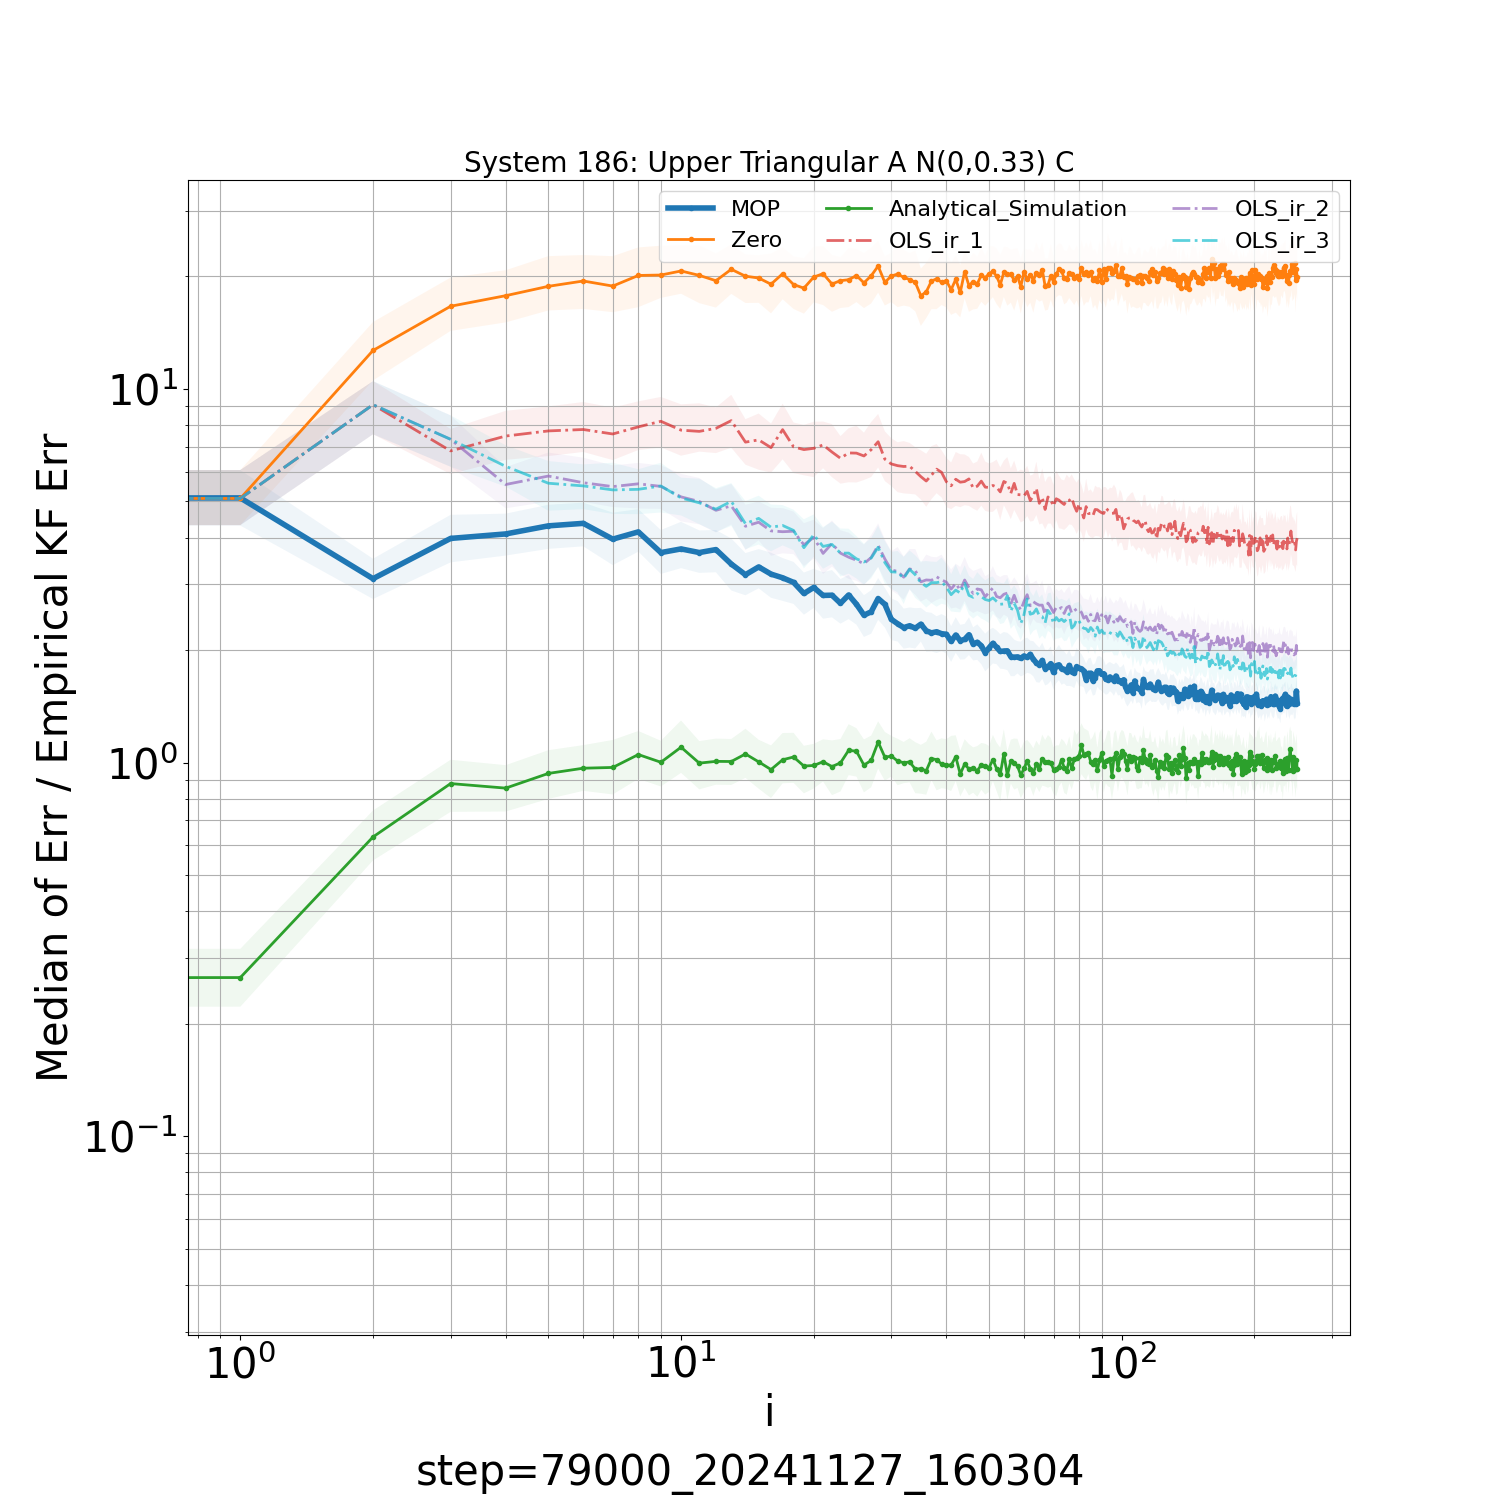 System 186: Upper Triangular A N(0,0.33) C
MOP
Zero
Analytical_Simulation
OLS_ir_1
OLS_ir_2
OLS_ir_3
Median of Err / Empirical KF Err
10¹
10⁰
10⁻¹
10⁰ 10¹ 10²
i
step=79000_20241127_160304